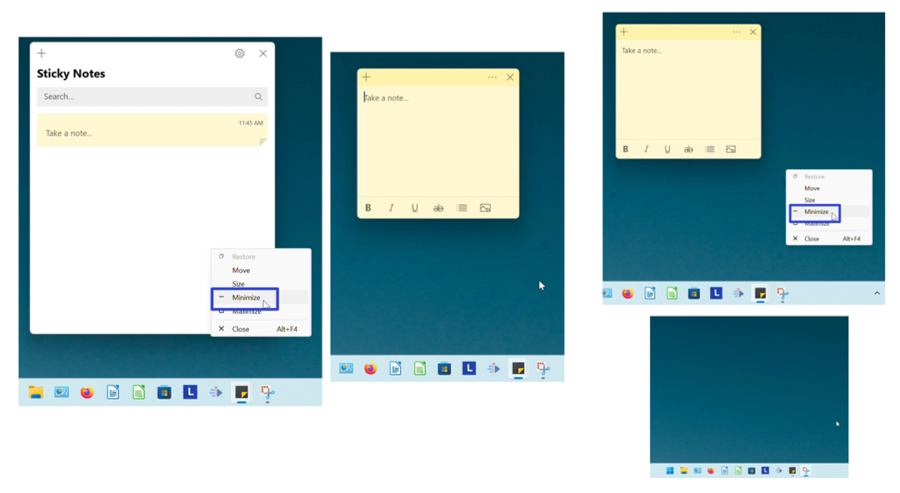 Sticky Notes
Search...
11:45 AM
Take a note...
Restore
Move
Size
Minimize
Maximize
Close Alt+F4
L
Take a note...
B I U ab
L
Take a note...
B I U ab
Restore
Move
Size
Minimize
Maximize
Close Alt+F4
L
L